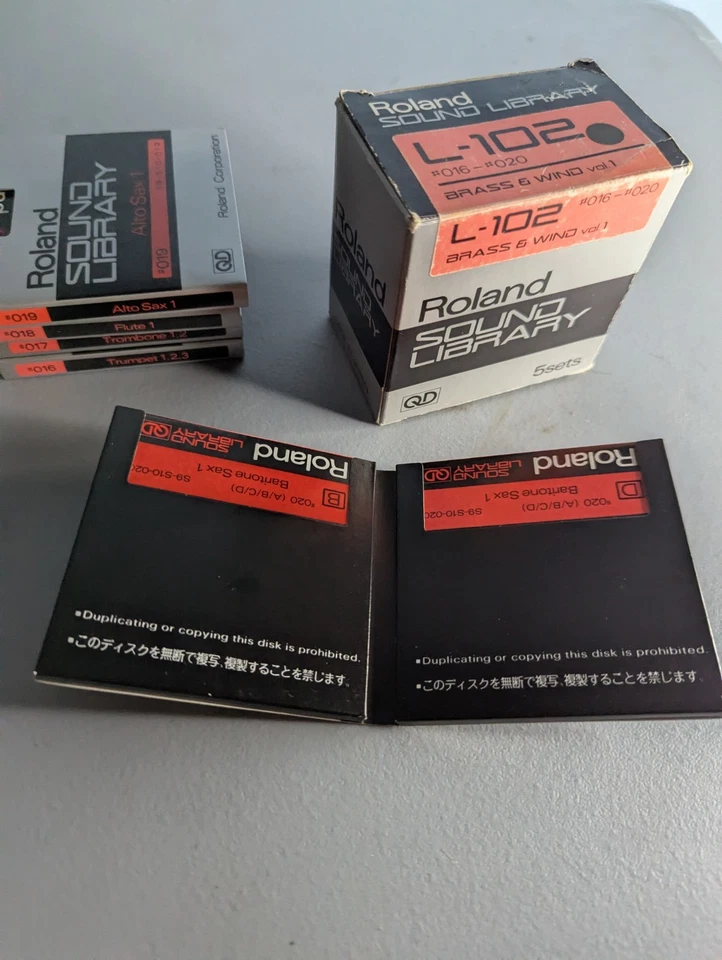 Roland
SOUND LIBRARY
L-102
#016-#020
BRASS & WIND vol.1
L-102 #016-#020
BRASS & WIND vol.1
Roland
SOUND
LIBRARY
5sets
QD
Roland
SOUND
LIBRARY
Roland
SOUND
LIBRARY
Alto Sax 1
#019
Roland Corporation
QD
#019 Alto Sax 1
#018 Flute 1
#017 Trombone 1.2
#016 Trumpet 1.2.3
Roland
SOUND
LIBRARY
QD
#020 (A/B/C/D) B
Baritone Sax 1
S9-S10-020
•Duplicating or copying this disk is prohibited.
•このディスクを無断で複写、複製することを禁じます。
Roland
SOUND
LIBRARY
QD
#020 (A/B/C/D) D
Baritone Sax 1
S9-S10-020
•Duplicating or copying this disk is prohibited.
•このディスクを無断で複写、複製することを禁じます。